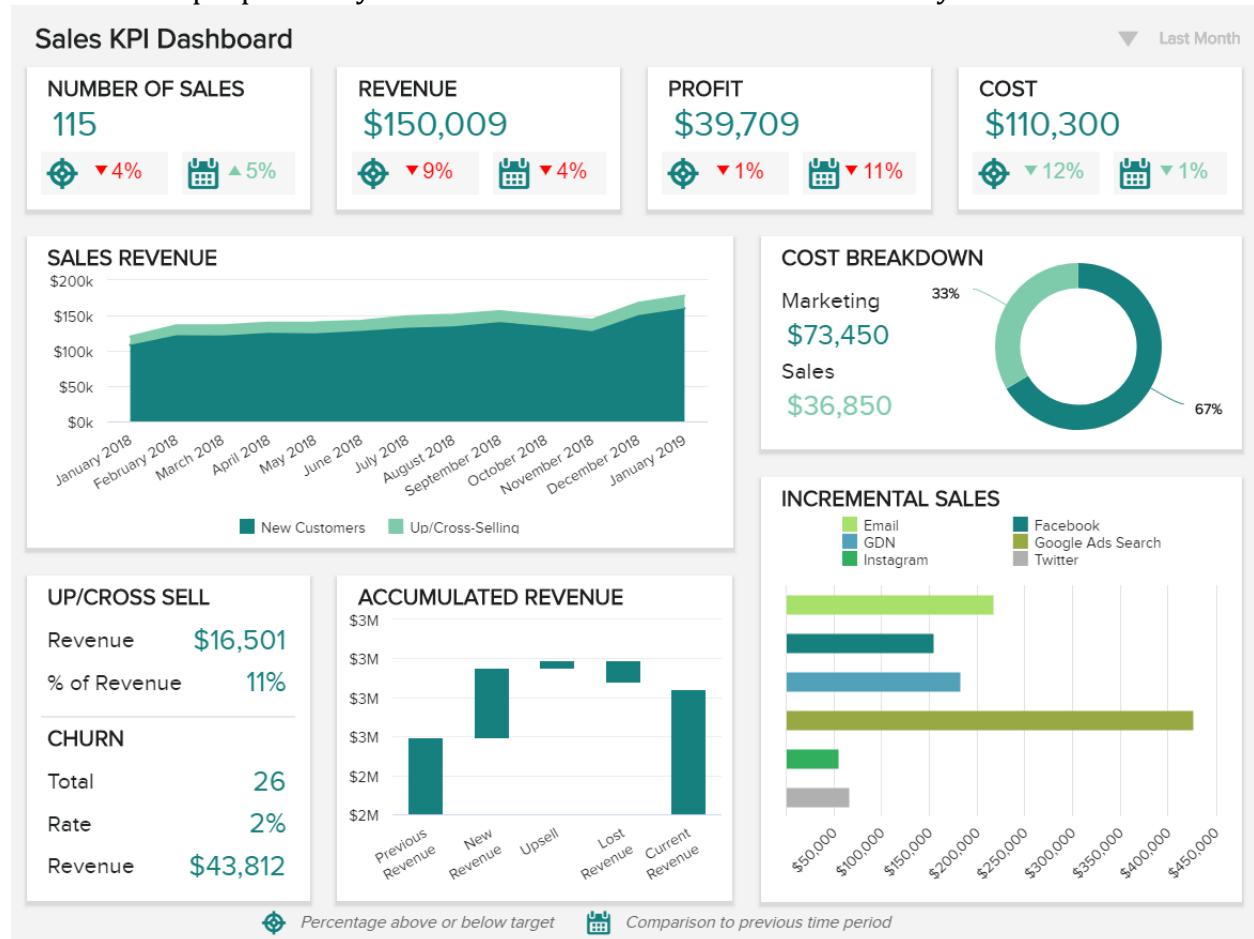 Sales KPI Dashboard
Last Month
NUMBER OF SALES
115
4%
5%
REVENUE
$150,009
9%
4%
PROFIT
$39,709
1%
11%
COST
$110,300
12%
1%
SALES REVENUE
$200k
$150k
$100k
$50k
$0k
January 2018
February 2018
March 2018
April 2018
May 2018
June 2018
July 2018
August 2018
September 2018
October 2018
November 2018
December 2018
January 2019
New Customers
Up/Cross-Selling
COST BREAKDOWN
Marketing
$73,450
Sales
$36,850
33%
67%
INCREMENTAL SALES
Email
Facebook
GDN
Google Ads Search
Instagram
Twitter
$50,000
$100,000
$150,000
$200,000
$250,000
$300,000
$350,000
$400,000
$450,000
UP/CROSS SELL
Revenue $16,501
% of Revenue 11%
CHURN
Total 26
Rate 2%
Revenue $43,812
ACCUMULATED REVENUE
$3M
$3M
$3M
$3M
$2M
$2M
Previous
Revenue
New
Revenue
Upsell
Lost
Revenue
Current
Revenue
Percentage above or below target
Comparison to previous time period